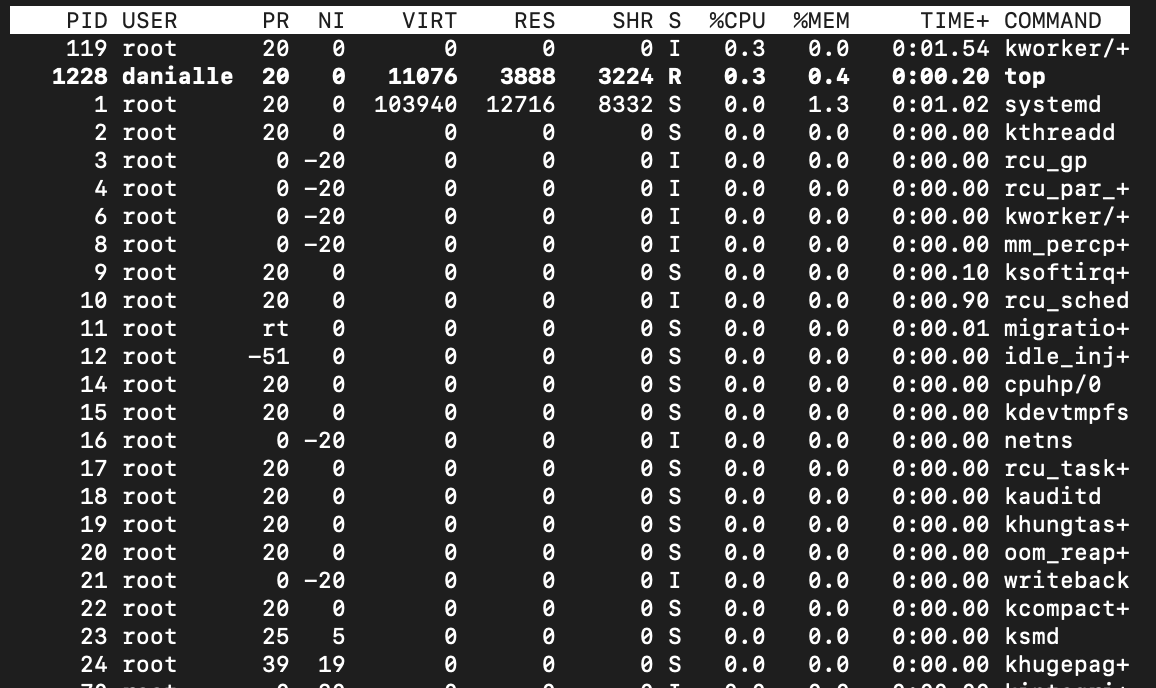 PID USER PR NI VIRT RES SHR S %CPU %MEM TIME+ COMMAND
119 root 20 0 0 0 0 I 0.3 0.0 0:01.54 kworker/+
1228 danialle 20 0 11076 3888 3224 R 0.3 0.4 0:00.20 top
1 root 20 0 103940 12716 8332 S 0.0 1.3 0:01.02 systemd
2 root 20 0 0 0 0 S 0.0 0.0 0:00.00 kthreadd
3 root 0 -20 0 0 0 I 0.0 0.0 0:00.00 rcu_gp
4 root 0 -20 0 0 0 I 0.0 0.0 0:00.00 rcu_par_+
6 root 0 -20 0 0 0 I 0.0 0.0 0:00.00 kworker/+
8 root 0 -20 0 0 0 I 0.0 0.0 0:00.00 mm_percp+
9 root 20 0 0 0 0 S 0.0 0.0 0:00.10 ksoftirq+
10 root 20 0 0 0 0 I 0.0 0.0 0:00.90 rcu_sched
11 root rt 0 0 0 0 S 0.0 0.0 0:00.01 migratio+
12 root -51 0 0 0 0 S 0.0 0.0 0:00.00 idle_inj+
14 root 20 0 0 0 0 S 0.0 0.0 0:00.00 cpuhp/0
15 root 20 0 0 0 0 S 0.0 0.0 0:00.00 kdevtmpfs
16 root 0 -20 0 0 0 I 0.0 0.0 0:00.00 netns
17 root 20 0 0 0 0 S 0.0 0.0 0:00.00 rcu_task+
18 root 20 0 0 0 0 S 0.0 0.0 0:00.00 kauditd
19 root 20 0 0 0 0 S 0.0 0.0 0:00.00 khungtas+
20 root 20 0 0 0 0 S 0.0 0.0 0:00.00 oom_reap+
21 root 0 -20 0 0 0 I 0.0 0.0 0:00.00 writeback
22 root 20 0 0 0 0 S 0.0 0.0 0:00.00 kcompact+
23 root 25 5 0 0 0 S 0.0 0.0 0:00.00 ksmd
24 root 39 19 0 0 0 S 0.0 0.0 0:00.00 khugepag+